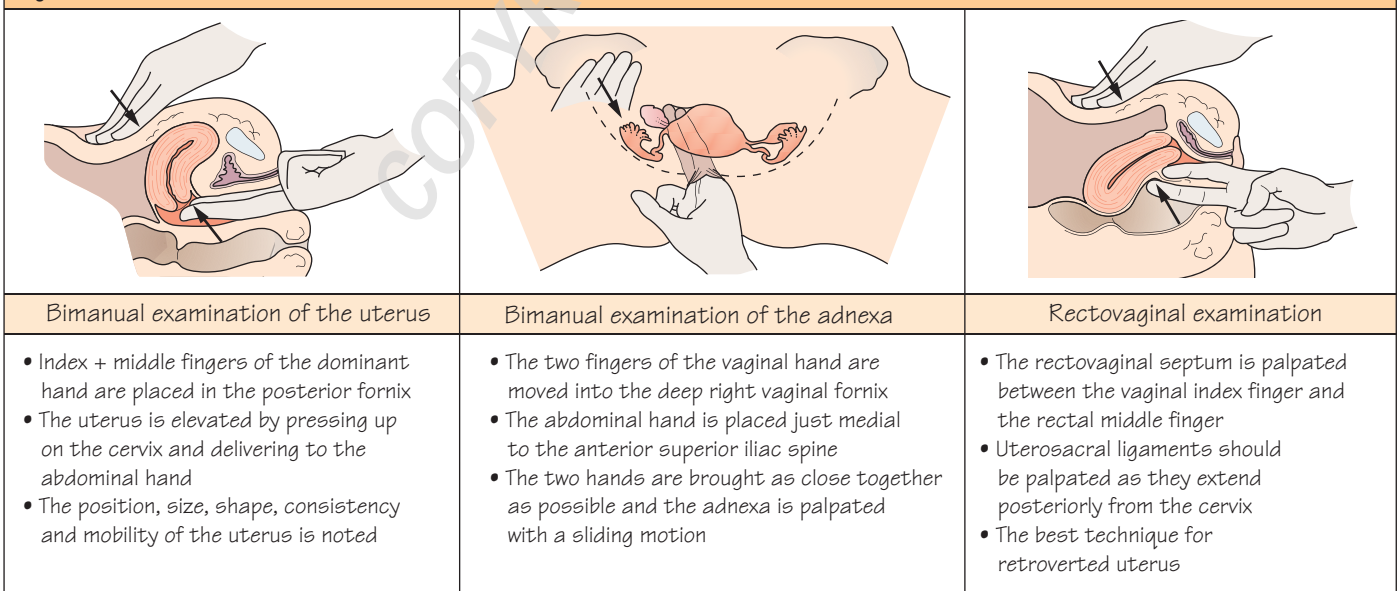 COPYR
Bimanual examination of the uterus
• Index + middle fingers of the dominant
hand are placed in the posterior fornix
• The uterus is elevated by pressing up
on the cervix and delivering to the
abdominal hand
• The position, size, shape, consistency
and mobility of the uterus is noted
Bimanual examination of the adnexa
• The two fingers of the vaginal hand are
moved into the deep right vaginal fornix
• The abdominal hand is placed just medial
to the anterior superior iliac spine
• The two hands are brought as close together
as possible and the adnexa is palpated
with a sliding motion
Rectovaginal examination
• The rectovaginal septum is palpated
between the vaginal index finger and
the rectal middle finger
• Uterosacral ligaments should
be palpated as they extend
posteriorly from the cervix
• The best technique for
retroverted uterus